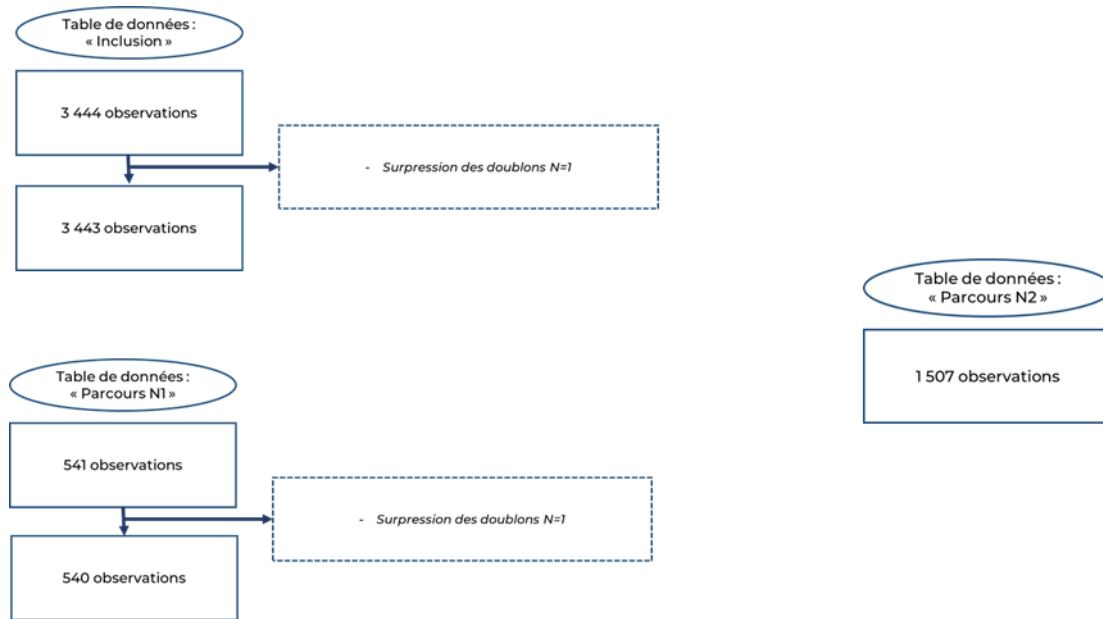 Table de données :
« Inclusion »
3 444 observations
- Surpression des doublons N=1
3 443 observations
Table de données :
« Parcours N2 »
1 507 observations
Table de données :
« Parcours N1 »
541 observations
- Surpression des doublons N=1
540 observations